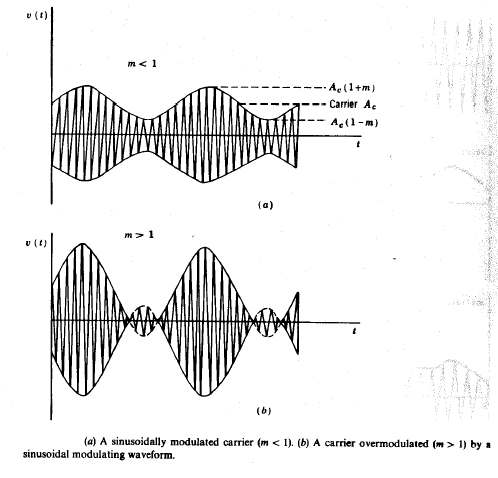 v (t)
m < 1
A_c (1+m)
Carrier A_c
A_c (1−m)
t
(a)
v (t)
m > 1
t
(b)
(a) A sinusoidally modulated carrier (m < 1). (b) A carrier overmodulated (m > 1) by a
sinusoidal modulating waveform.